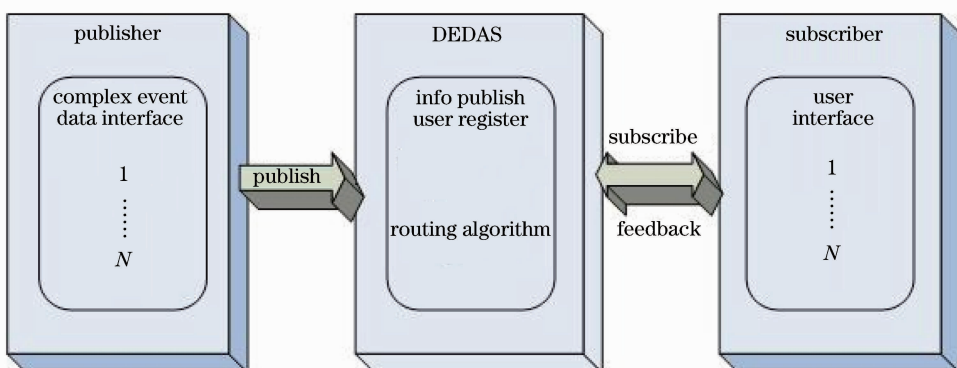 publisher
complex event
data interface
1
......
N
publish
DEDAS
info publish
user register
routing algorithm
subscribe
feedback
subscriber
user
interface
1
......
N